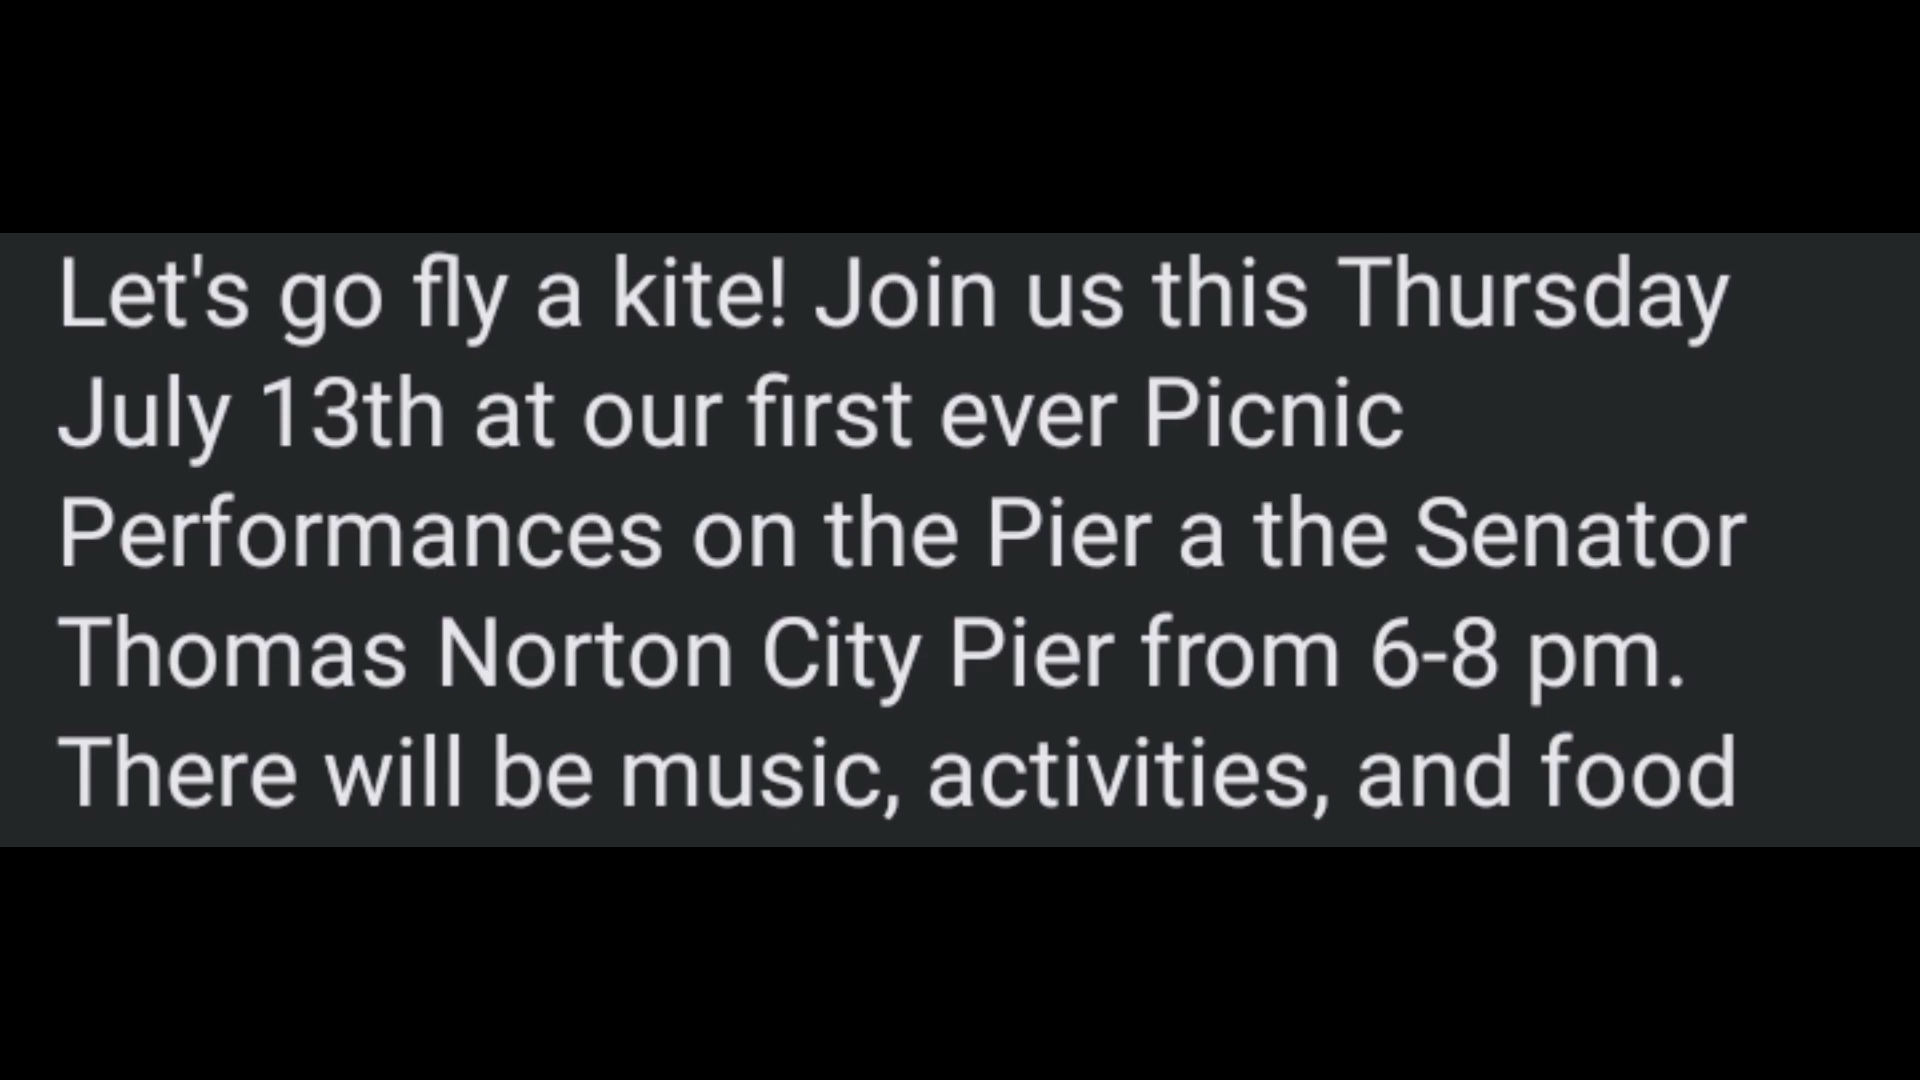 Let's go fly a kite! Join us this Thursday
July 13th at our first ever Picnic
Performances on the Pier a the Senator
Thomas Norton City Pier from 6-8 pm.
There will be music, activities, and food